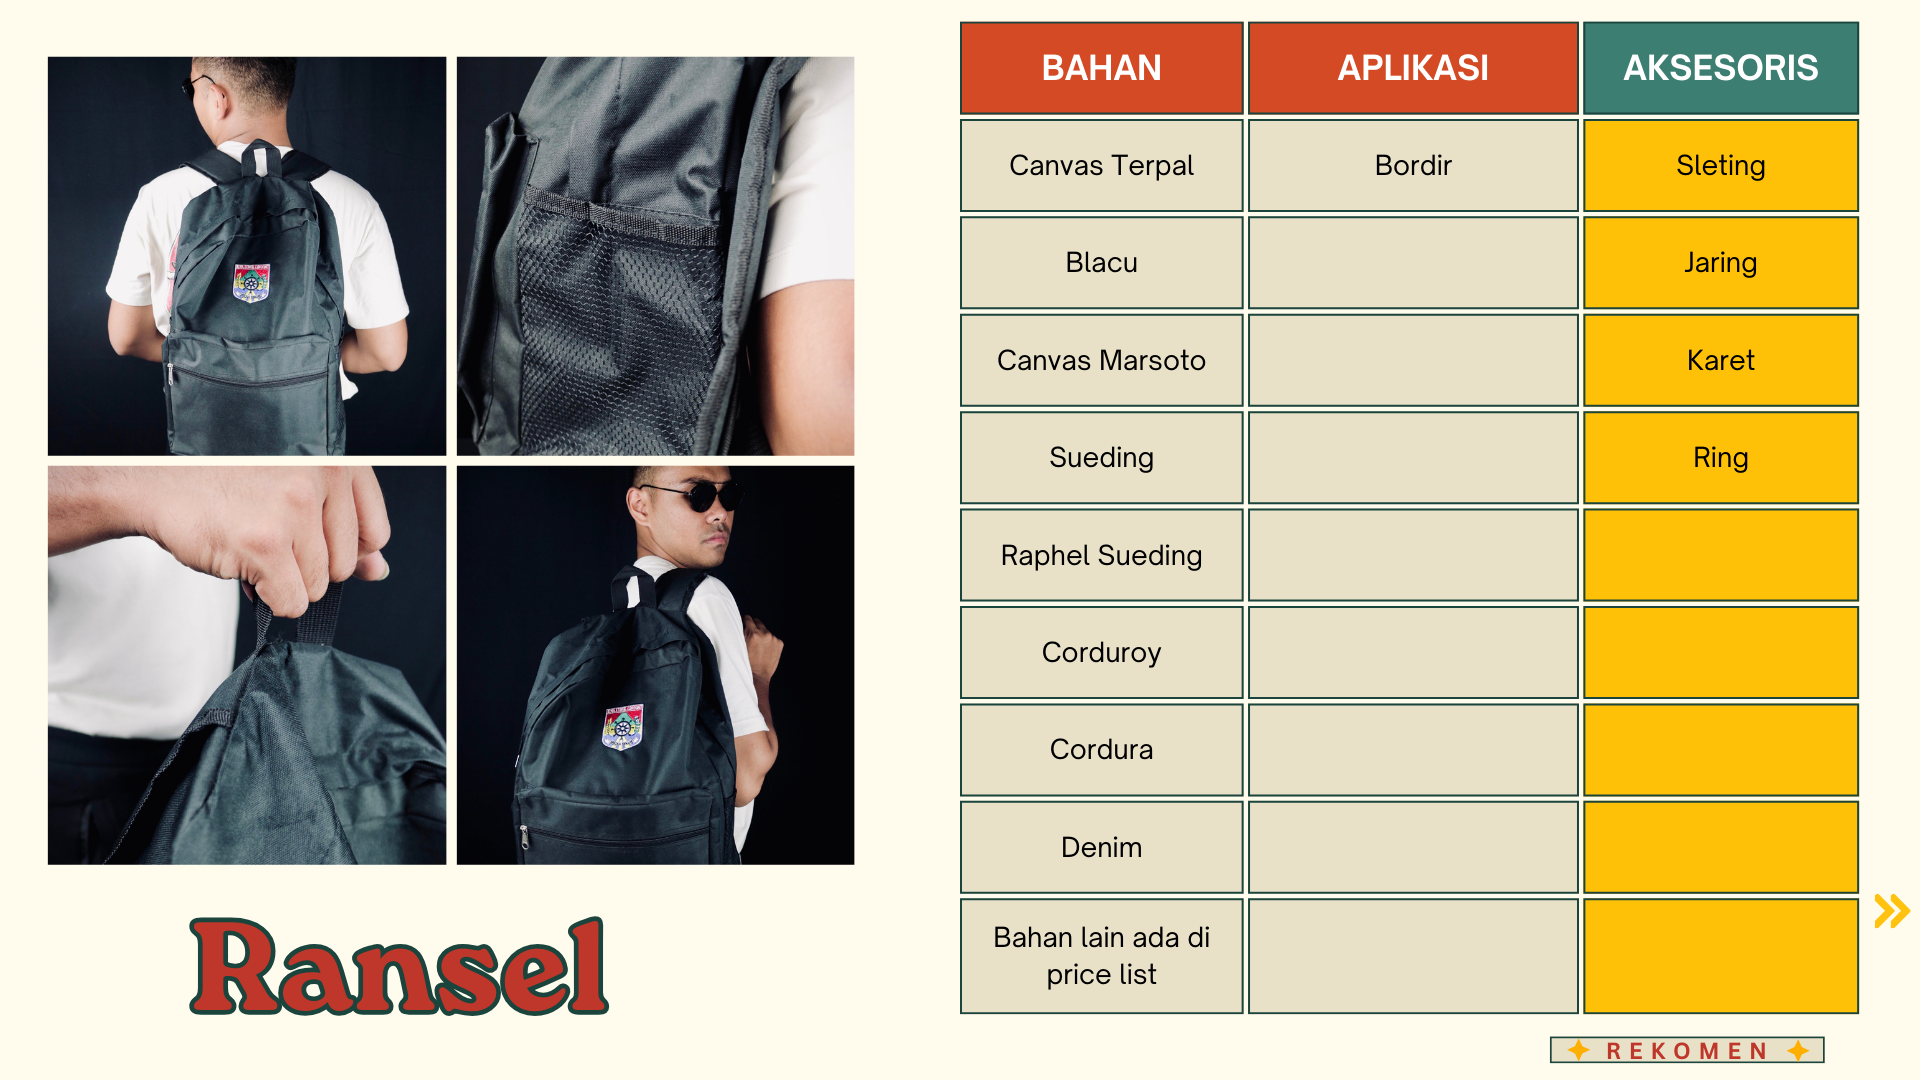 BAHAN APLIKASI AKSESORIS
Canvas Terpal Bordir Sleting
Blacu Jaring
Canvas Marsoto Karet
Sueding Ring
Raphel Sueding
Corduroy
Cordura
Denim
Bahan lain ada di
price list
Ransel
REKOMEN